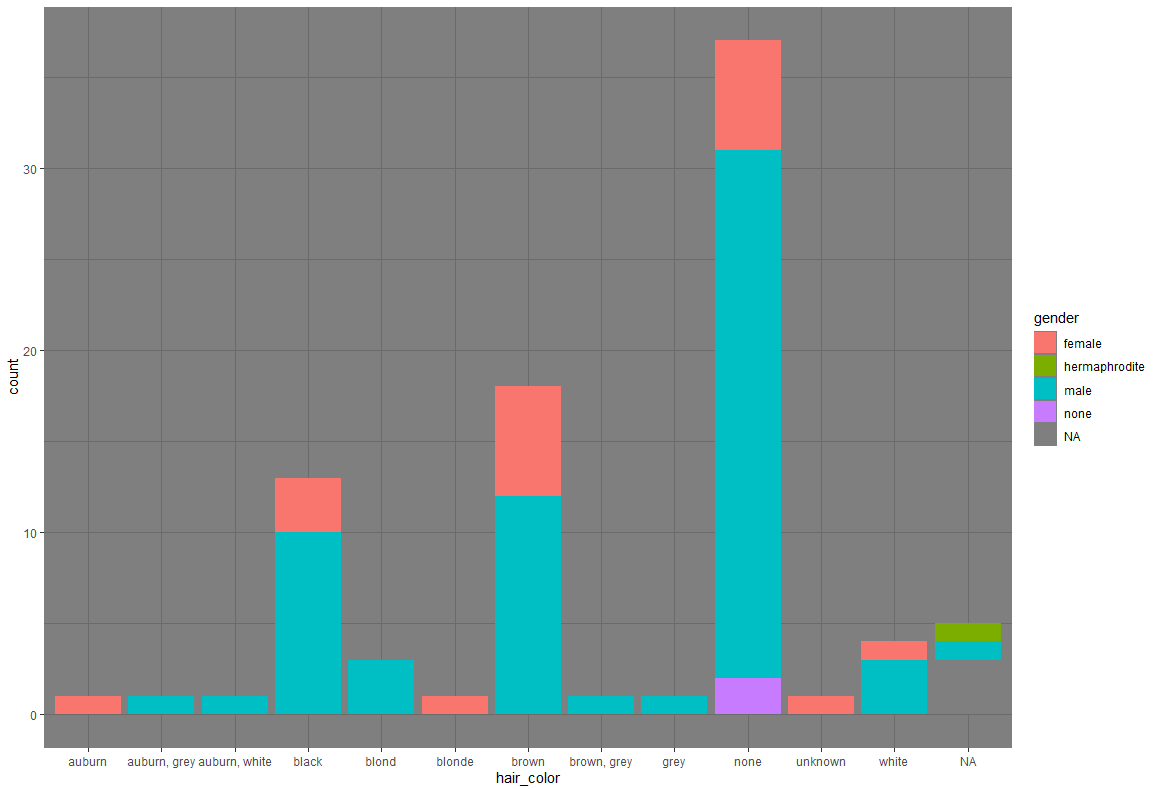 30
20
10
0
count
auburn
auburn, grey
auburn, white
black
blond
blonde
brown
brown, grey
grey
none
unknown
white
NA
hair_color
gender
female
hermaphrodite
male
none
NA